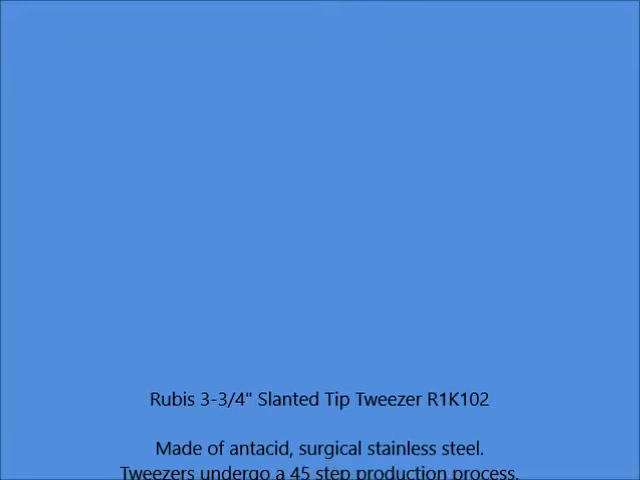 Rubis 3-3/4" Slanted Tip Tweezer R1K102
Made of antacid, surgical stainless steel.
Tweezers undergo a 45 step production process.